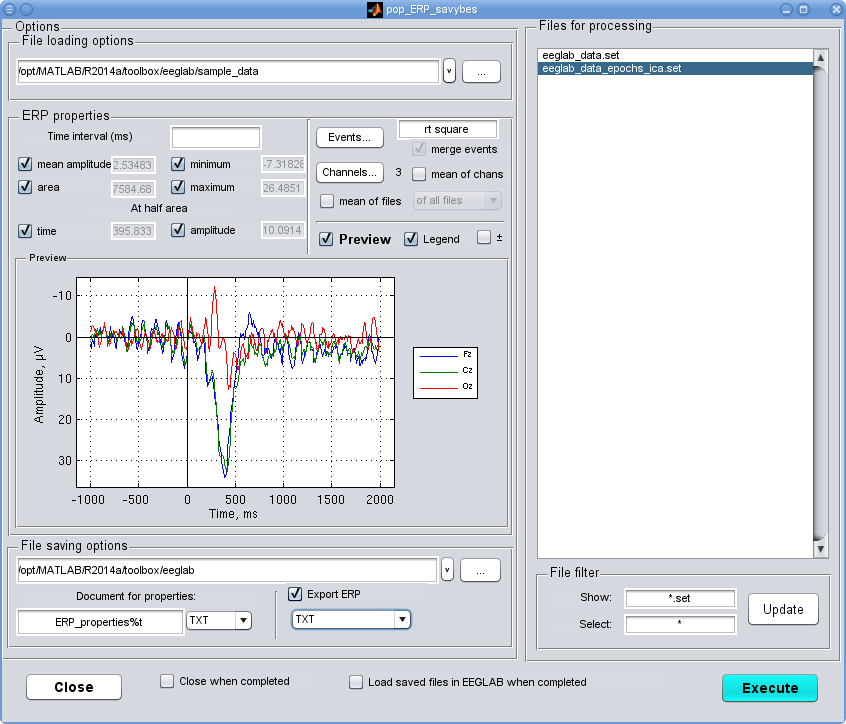 pop_ERP_savybes
Options
File loading options
/opt/MATLAB/R2014a/toolbox/eeglab/sample_data
v
...
ERP properties
Time interval (ms)
mean amplitude 2.53483 minimum -7.31828
area 7584.68 maximum 26.4851
At half area
time 395.833 amplitude 10.0914
Events... rt square
merge events
Channels... 3 mean of chans
mean of files of all files
Preview Legend ±
Preview
-10
0
10
20
30
Amplitude, µV
-1000 -500 0 500 1000 1500 2000
Time, ms
Fz
Cz
Oz
File saving options
/opt/MATLAB/R2014a/toolbox/eeglab
v
...
Document for properties:
ERP_properties%t TXT
Export ERP
TXT
Files for processing
eeglab_data.set
eeglab_data_epochs_ica.set
File filter
Show: *.set
Select: *
Update
Close
Close when completed
Load saved files in EEGLAB when completed
Execute